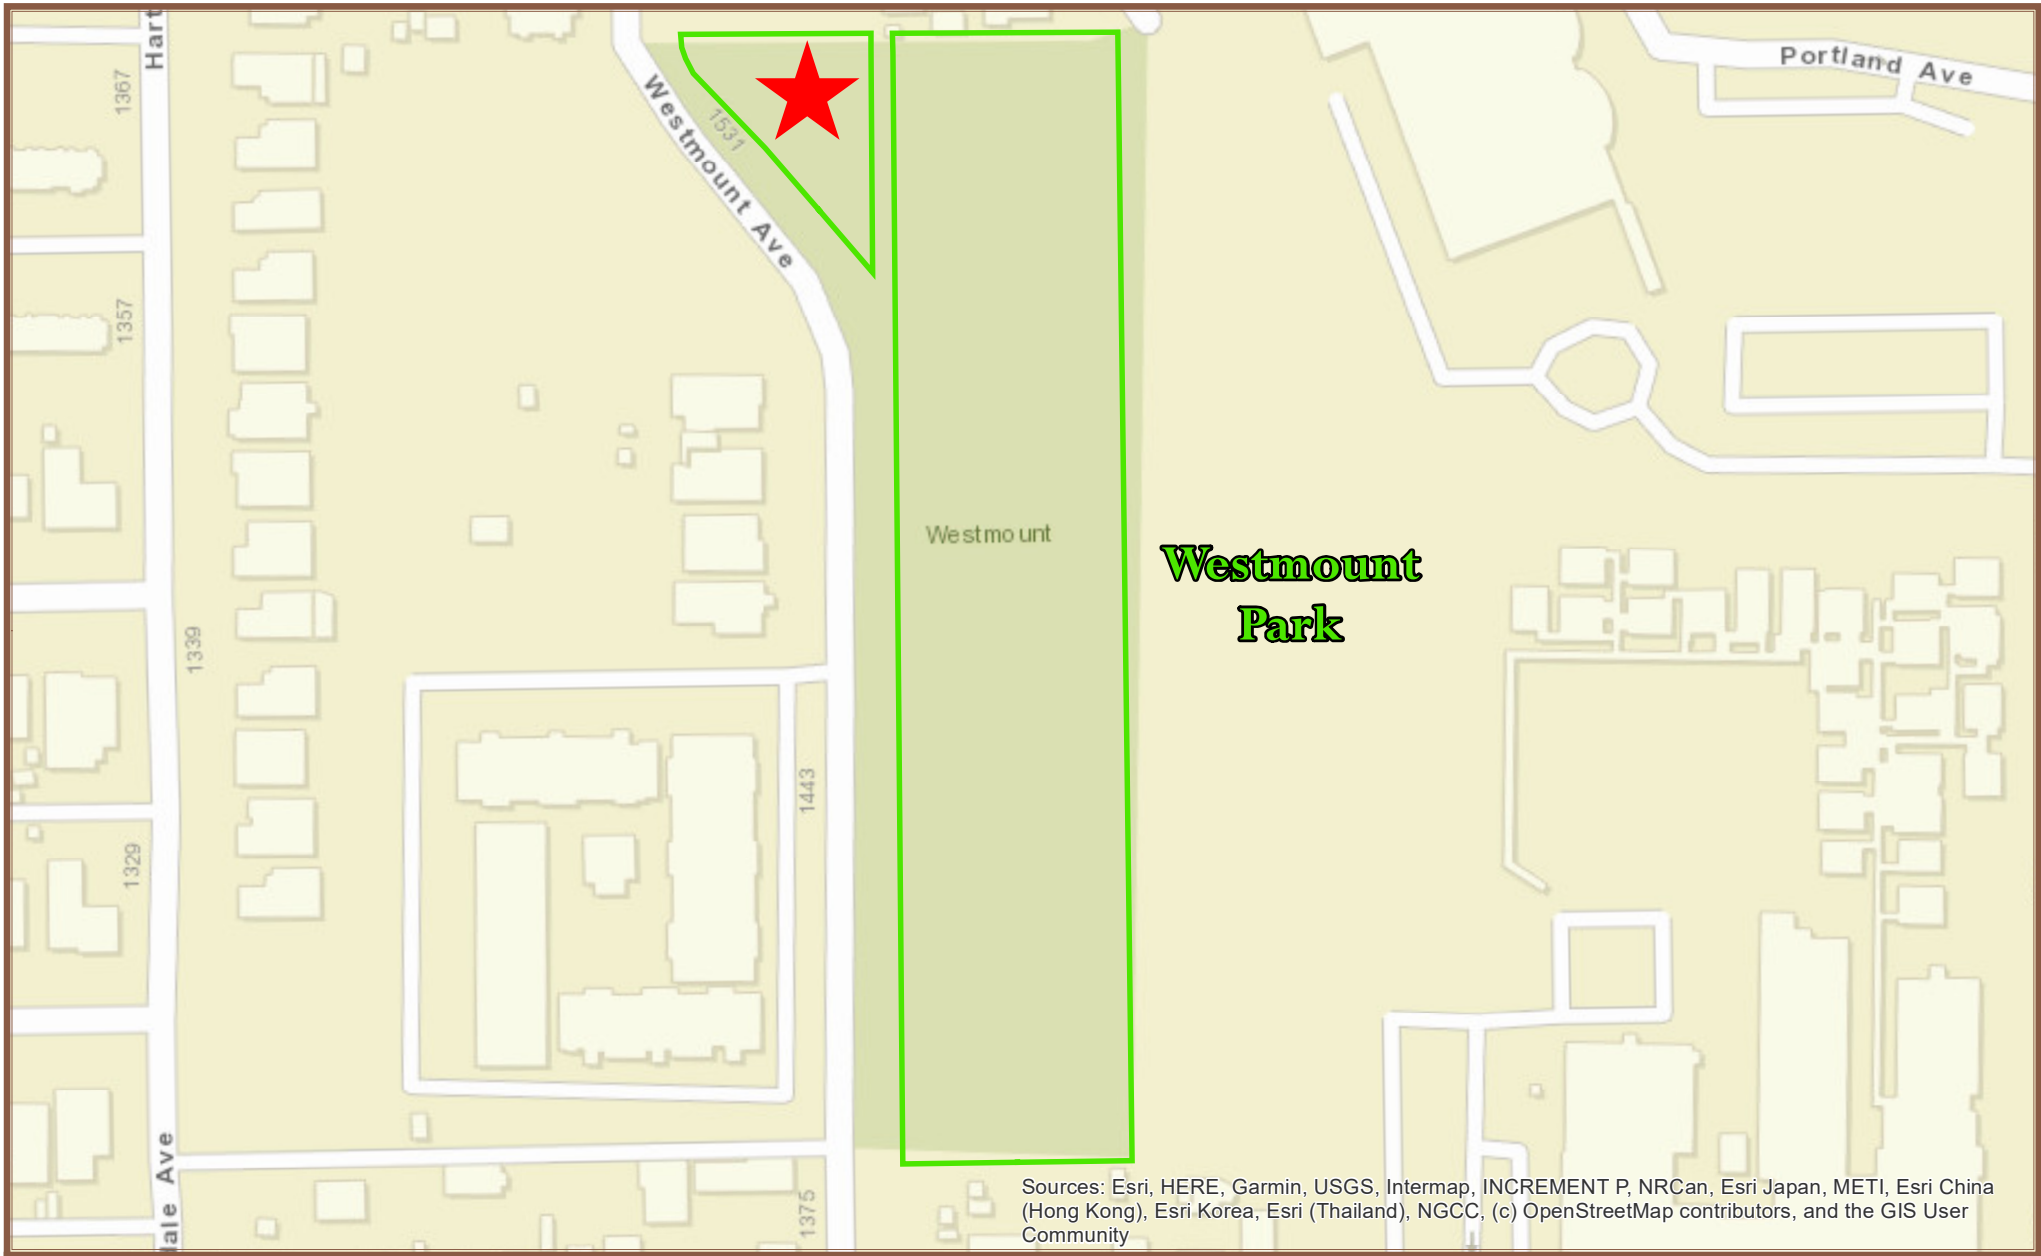 Hart
1367
Westmount Ave
1531
Portland Ave
1357
Westmount
Westmount
Park
1339
1443
1329
dale Ave
1375
Sources: Esri, HERE, Garmin, USGS, Intermap, INCREMENT P, NRCan, Esri Japan, METI, Esri China
(Hong Kong), Esri Korea, Esri (Thailand), NGCC, (c) OpenStreetMap contributors, and the GIS User
Community